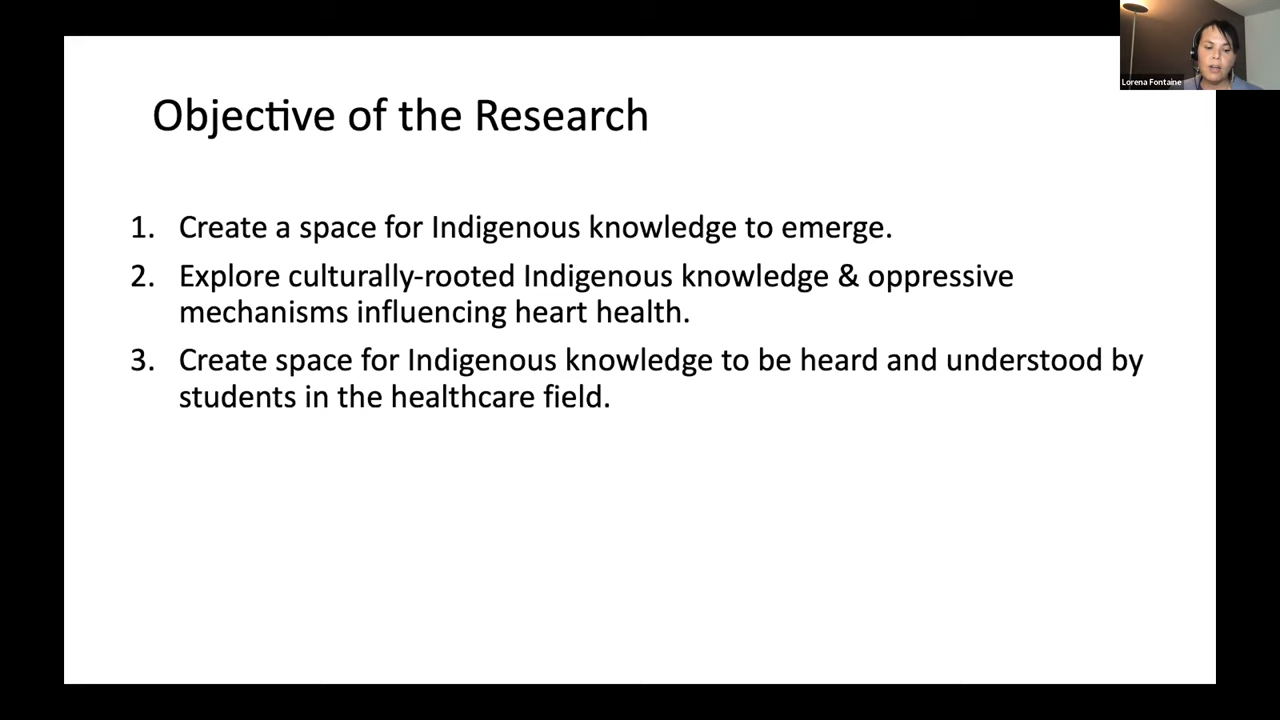 Lorena Fontaine
Objective of the Research
1. Create a space for Indigenous knowledge to emerge.
2. Explore culturally-rooted Indigenous knowledge & oppressive
mechanisms influencing heart health.
3. Create space for Indigenous knowledge to be heard and understood by
students in the healthcare field.